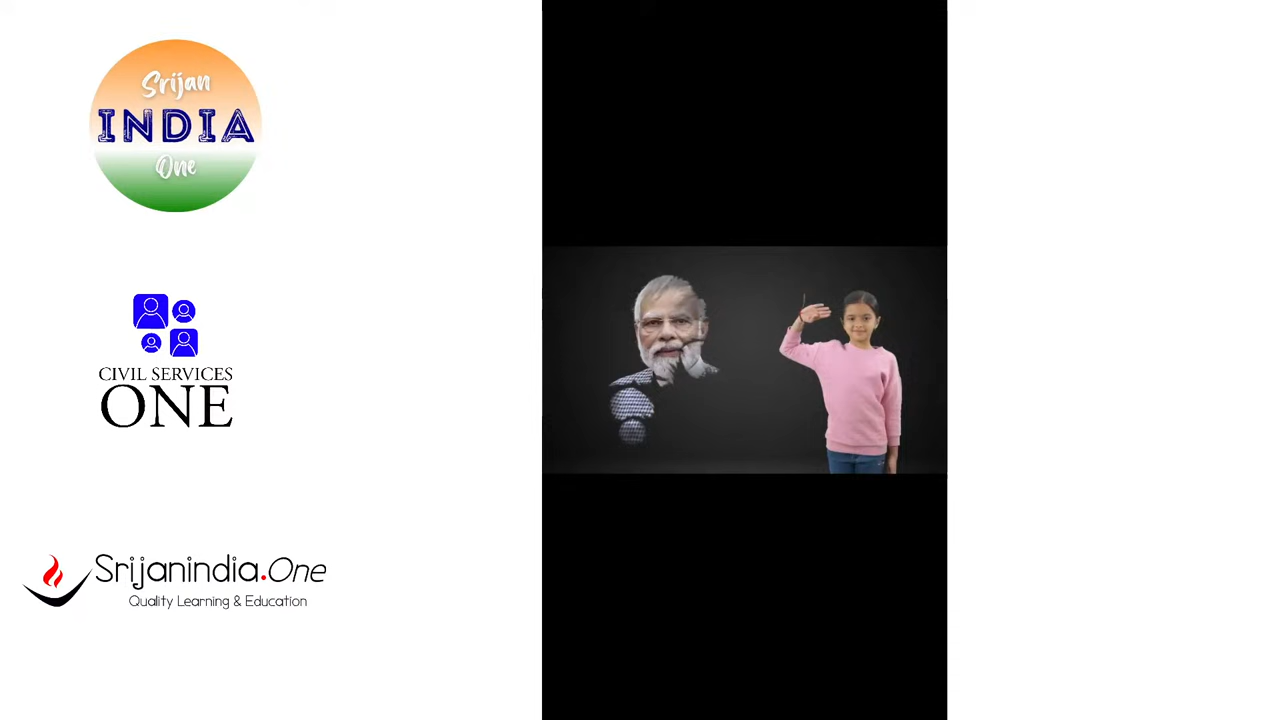 Srijan
INDIA
One
CIVIL SERVICES
ONE
Srijanindia.One
Quality Learning & Education